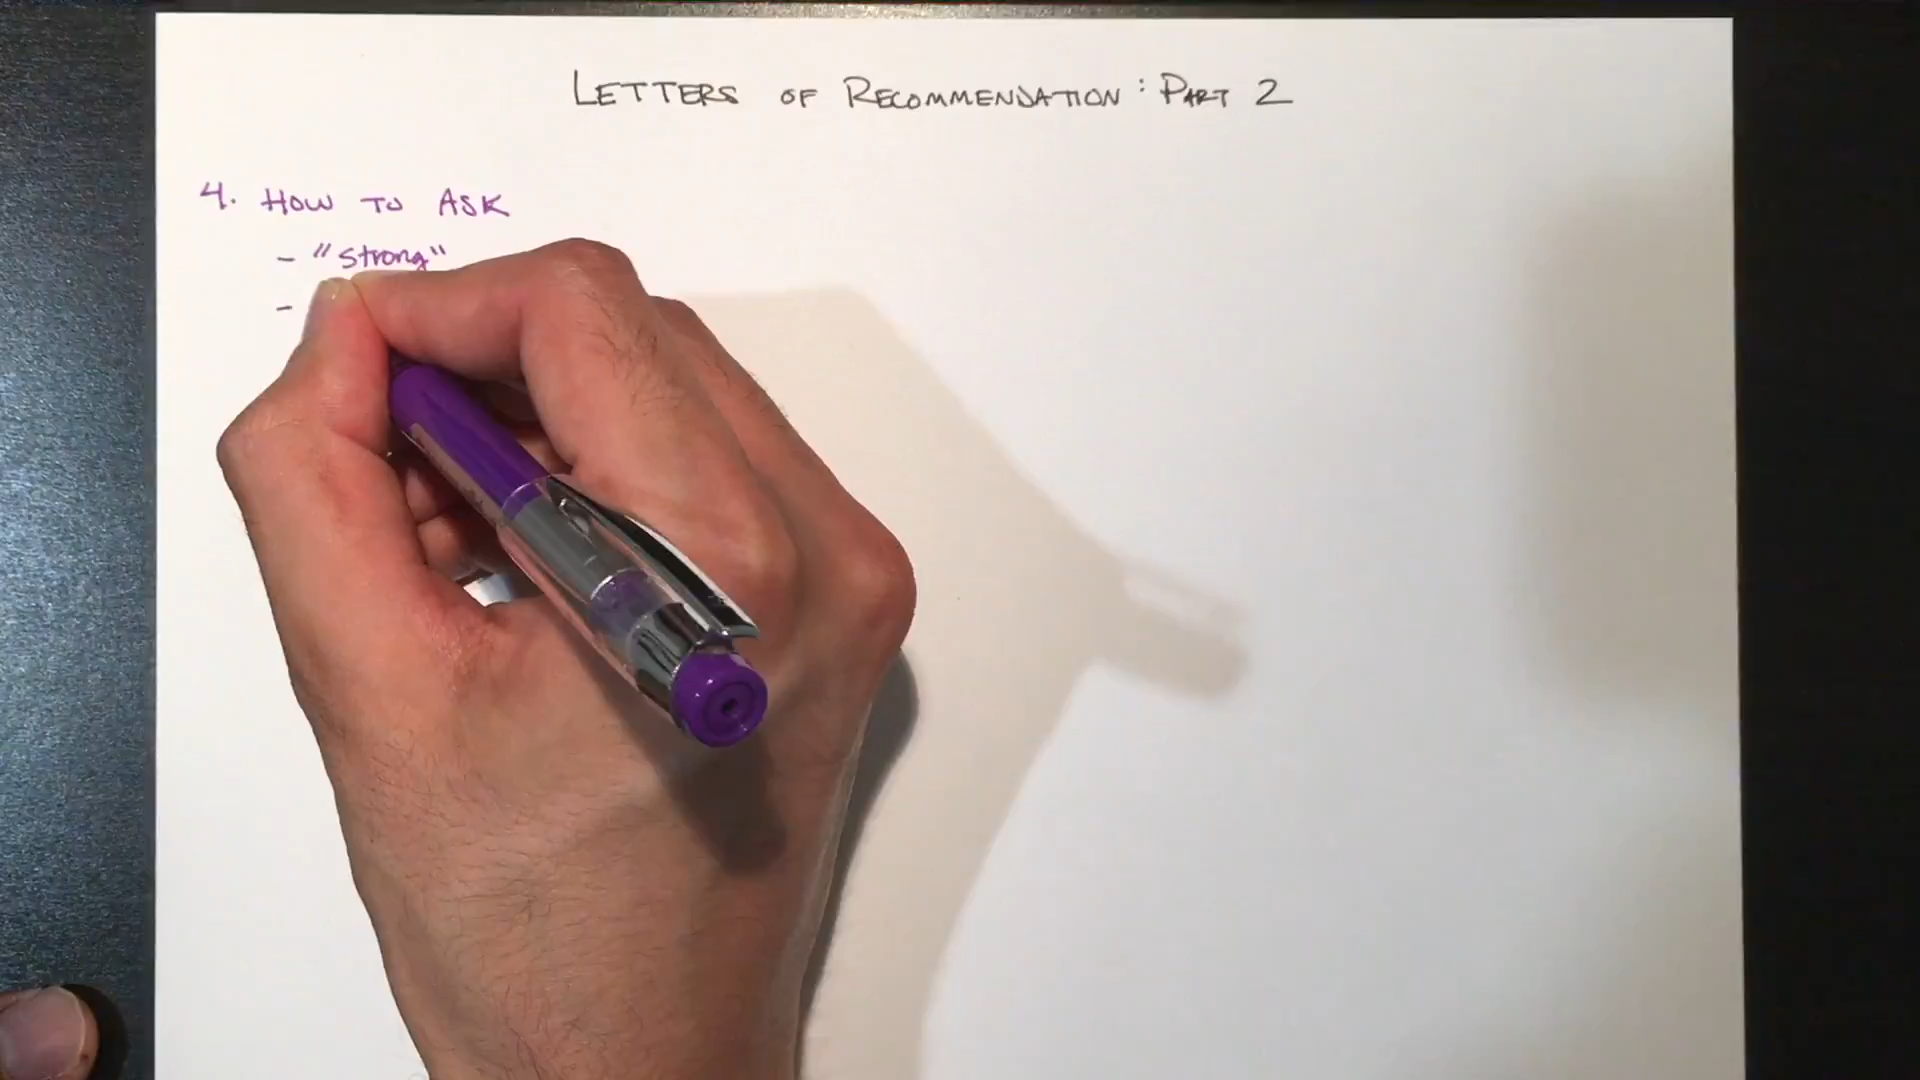 LETTERS OF RECOMMENDATION: PART 2
4. HOW TO ASK
- "Strong"
-